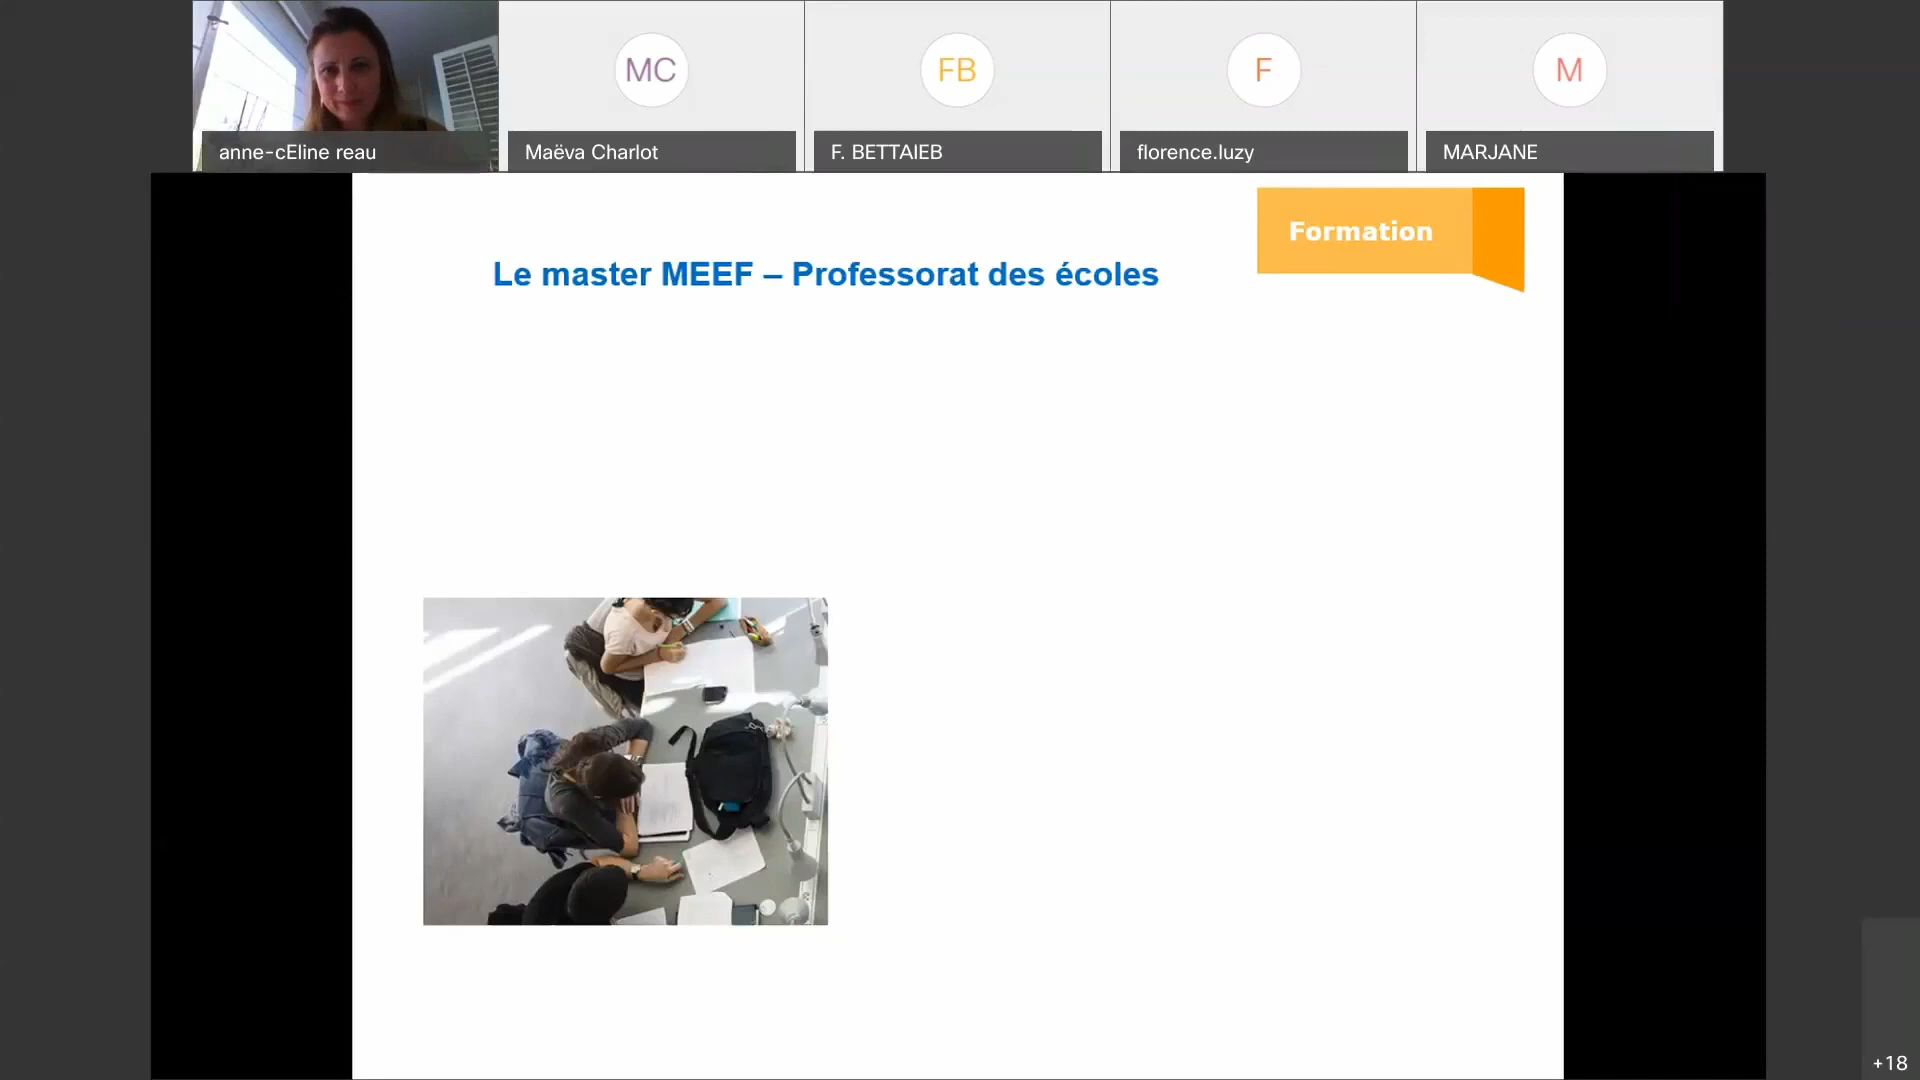 MC
FB
F
M
anne-cEline reau
Maëva Charlot
F. BETTAIEB
florence.luzy
MARJANE
Formation
Le master MEEF – Professorat des écoles
+18